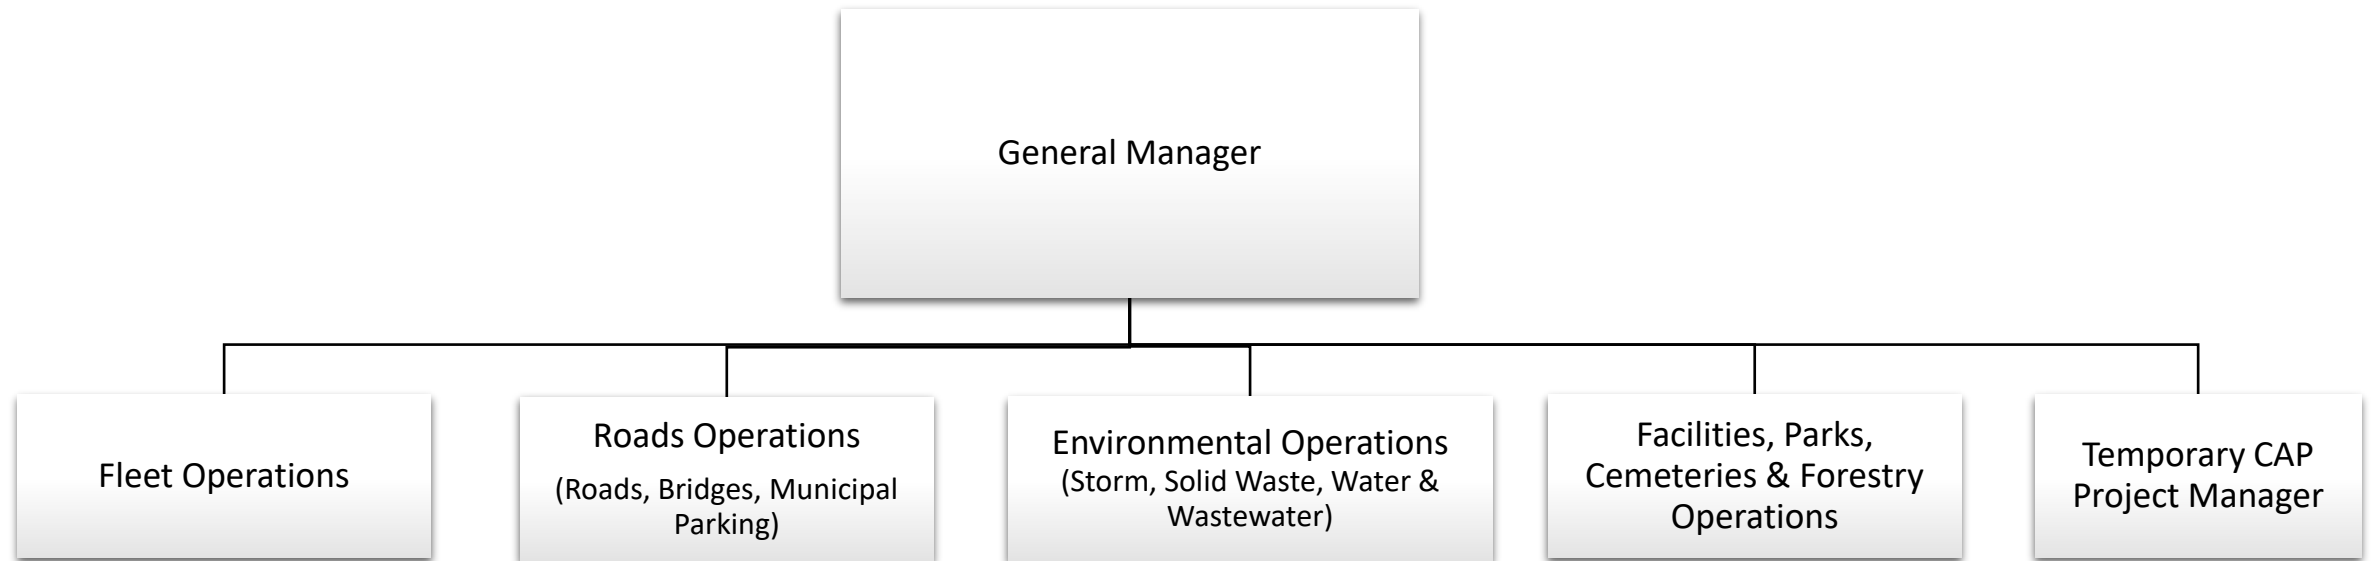 General Manager
Fleet Operations
Roads Operations
(Roads, Bridges, Municipal
Parking)
Environmental Operations
(Storm, Solid Waste, Water &
Wastewater)
Facilities, Parks,
Cemeteries & Forestry
Operations
Temporary CAP
Project Manager